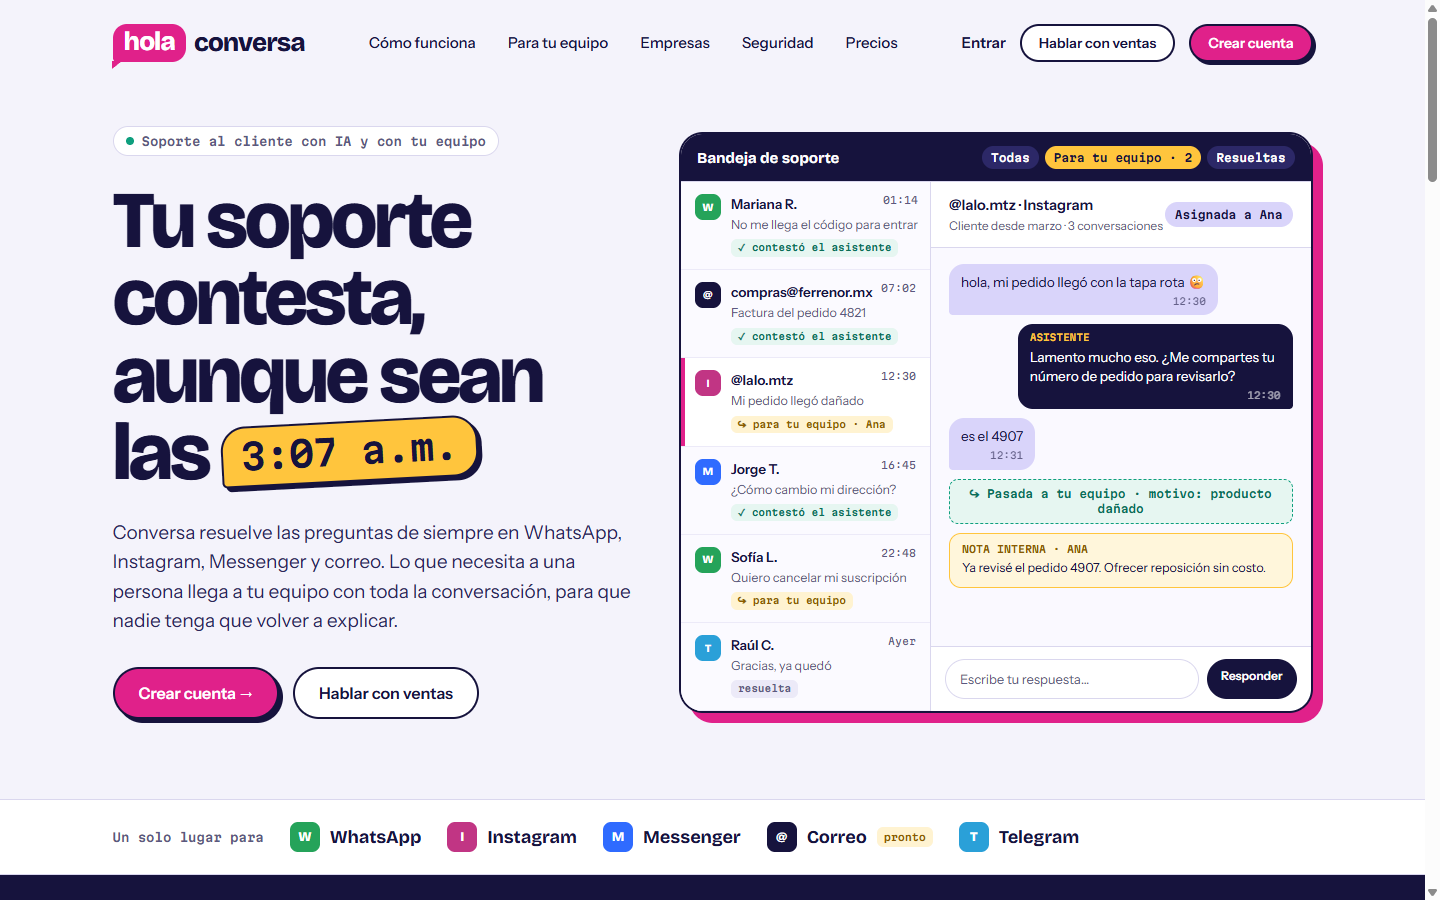 hola conversa
Cómo funciona
Para tu equipo
Empresas
Seguridad
Precios
Entrar
Hablar con ventas
Crear cuenta
Soporte al cliente con IA y con tu equipo
Tu soporte
contesta,
aunque sean
las 3:07 a.m.
Conversa resuelve las preguntas de siempre en WhatsApp,
Instagram, Messenger y correo. Lo que necesita a una
persona llega a tu equipo con toda la conversación, para que
nadie tenga que volver a explicar.
Crear cuenta →
Hablar con ventas
Bandeja de soporte
Todas
Para tu equipo · 2
Resueltas
W
Mariana R.
01:14
No me llega el código para entrar
✓ contestó el asistente
@
compras@ferrenor.mx
07:02
Factura del pedido 4821
✓ contestó el asistente
I
@lalo.mtz
12:30
Mi pedido llegó dañado
↪ para tu equipo · Ana
M
Jorge T.
16:45
¿Cómo cambio mi dirección?
✓ contestó el asistente
W
Sofía L.
22:48
Quiero cancelar mi suscripción
↪ para tu equipo
T
Raúl C.
Ayer
Gracias, ya quedó
resuelta
@lalo.mtz · Instagram
Cliente desde marzo · 3 conversaciones
Asignada a Ana
hola, mi pedido llegó con la tapa rota 😳
12:30
ASISTENTE
Lamento mucho eso. ¿Me compartes tu
número de pedido para revisarlo?
12:30
es el 4907
12:31
↪ Pasada a tu equipo · motivo: producto
dañado
NOTA INTERNA · ANA
Ya revisé el pedido 4907. Ofrecer reposición sin costo.
Escribe tu respuesta...
Responder
Un solo lugar para
W WhatsApp
I Instagram
M Messenger
@ Correo pronto
T Telegram